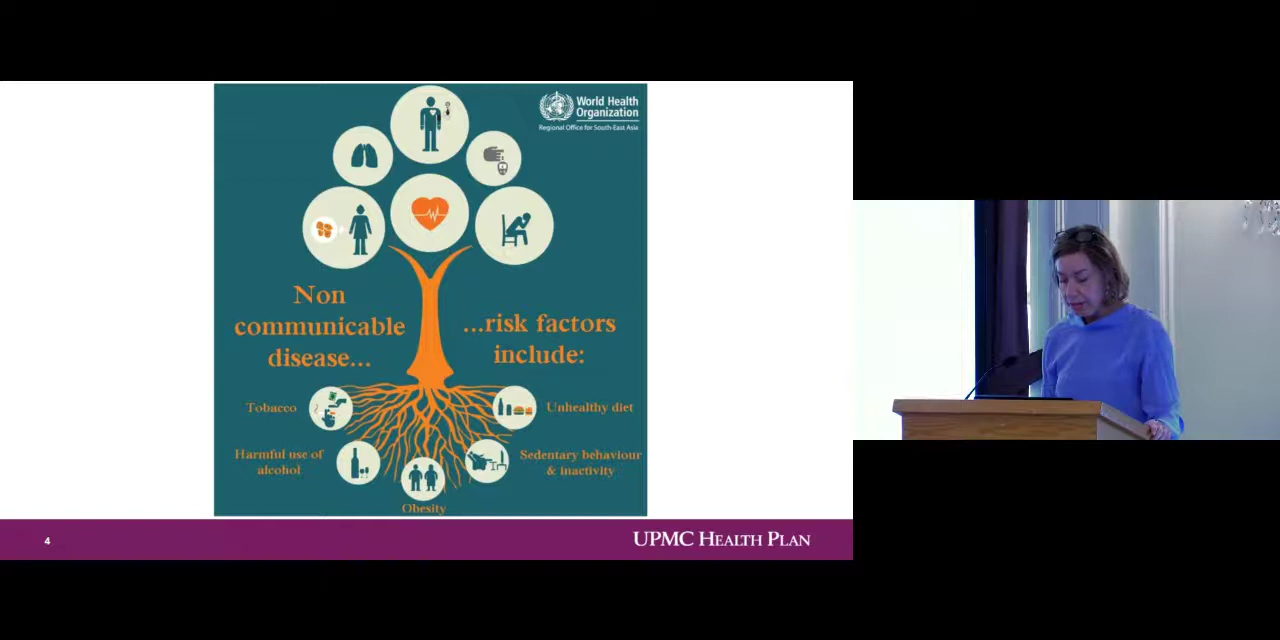 World Health
Organization
Regional Office for South-East Asia
Non
communicable
disease...
...risk factors
include:
Tobacco
Unhealthy diet
Harmful use of
alcohol
Sedentary behaviour
& inactivity
Obesity
4
UPMC HEALTH PLAN